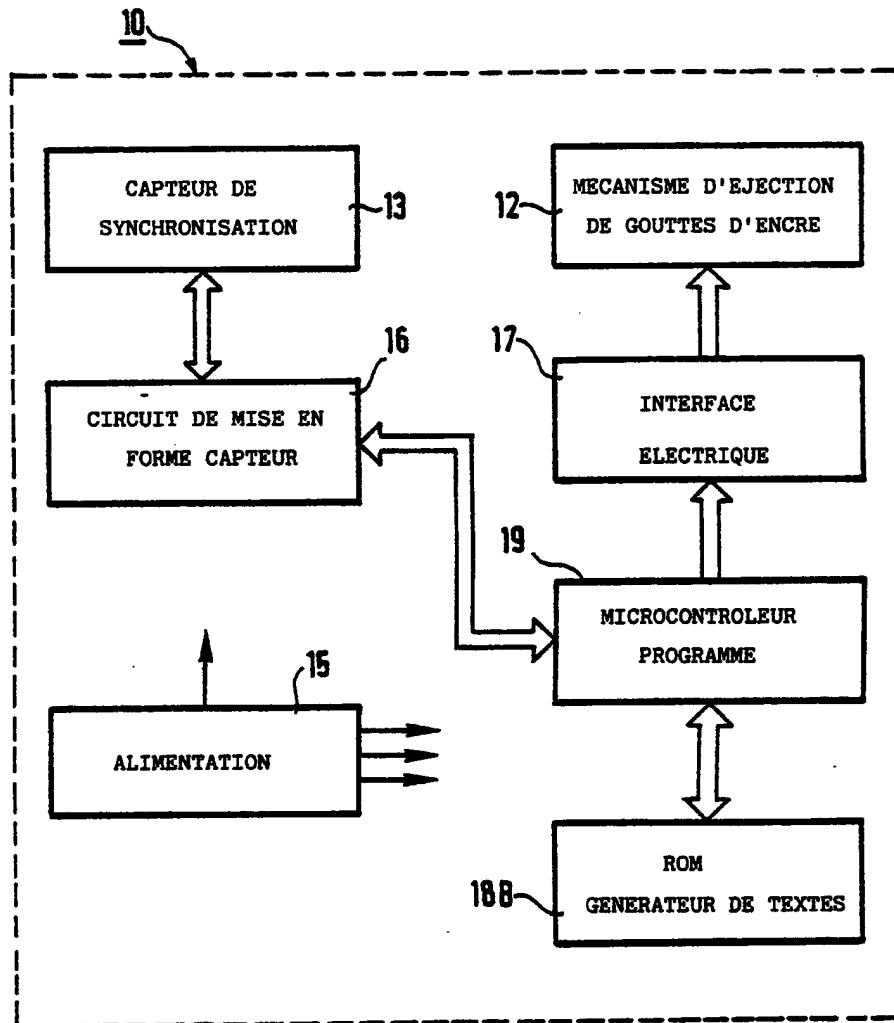 10
CAPTEUR DE
SYNCHRONISATION
13
12
MECANISME D'EJECTION
DE GOUTTES D'ENCRE
16
CIRCUIT DE MISE EN
FORME CAPTEUR
17
INTERFACE
ELECTRIQUE
19
MICROCONTROLEUR
PROGRAMME
15
ALIMENTATION
18B
ROM
GENERATEUR DE TEXTES